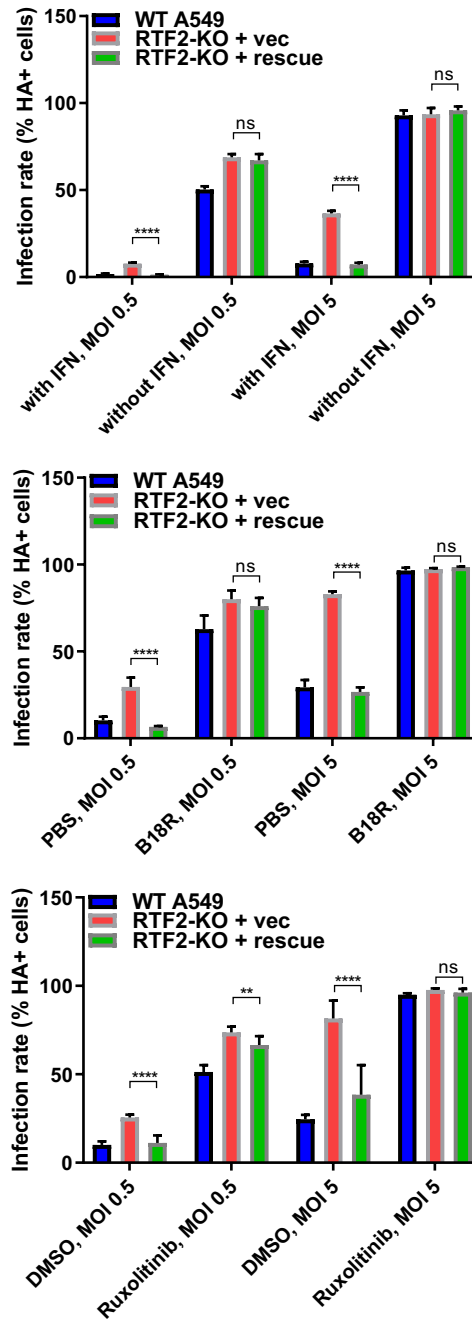 Infection rate (% HA+ cells)
150
100
50
0
WT A549
RTF2-KO + vec
RTF2-KO + rescue
****
ns
****
ns
with IFN, MOI 0.5
without IFN, MOI 0.5
with IFN, MOI 5
without IFN, MOI 5
Infection rate (% HA+ cells)
150
100
50
0
WT A549
RTF2-KO + vec
RTF2-KO + rescue
****
ns
****
ns
PBS, MOI 0.5
B18R, MOI 0.5
PBS, MOI 5
B18R, MOI 5
Infection rate (% HA+ cells)
150
100
50
0
WT A549
RTF2-KO + vec
RTF2-KO + rescue
****
**
****
ns
DMSO, MOI 0.5
Ruxolitinib, MOI 0.5
DMSO, MOI 5
Ruxolitinib, MOI 5